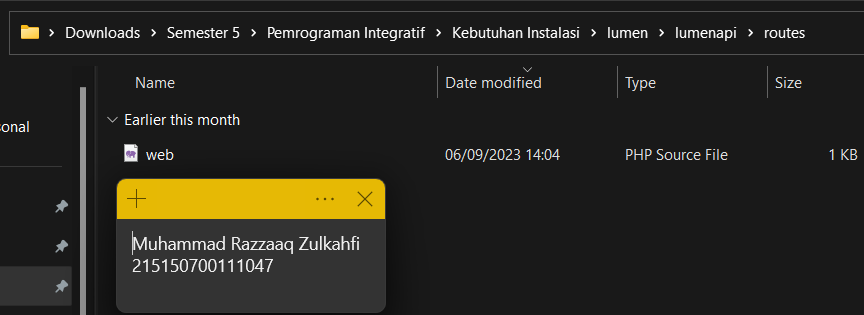 Downloads > Semester 5 > Pemrograman Integratif > Kebutuhan Instalasi > lumen > lumenapi > routes
Name Date modified Type Size
Earlier this month
sonal
web 06/09/2023 14:04 PHP Source File 1 KB
Muhammad Razzaaq Zulkahfi
215150700111047